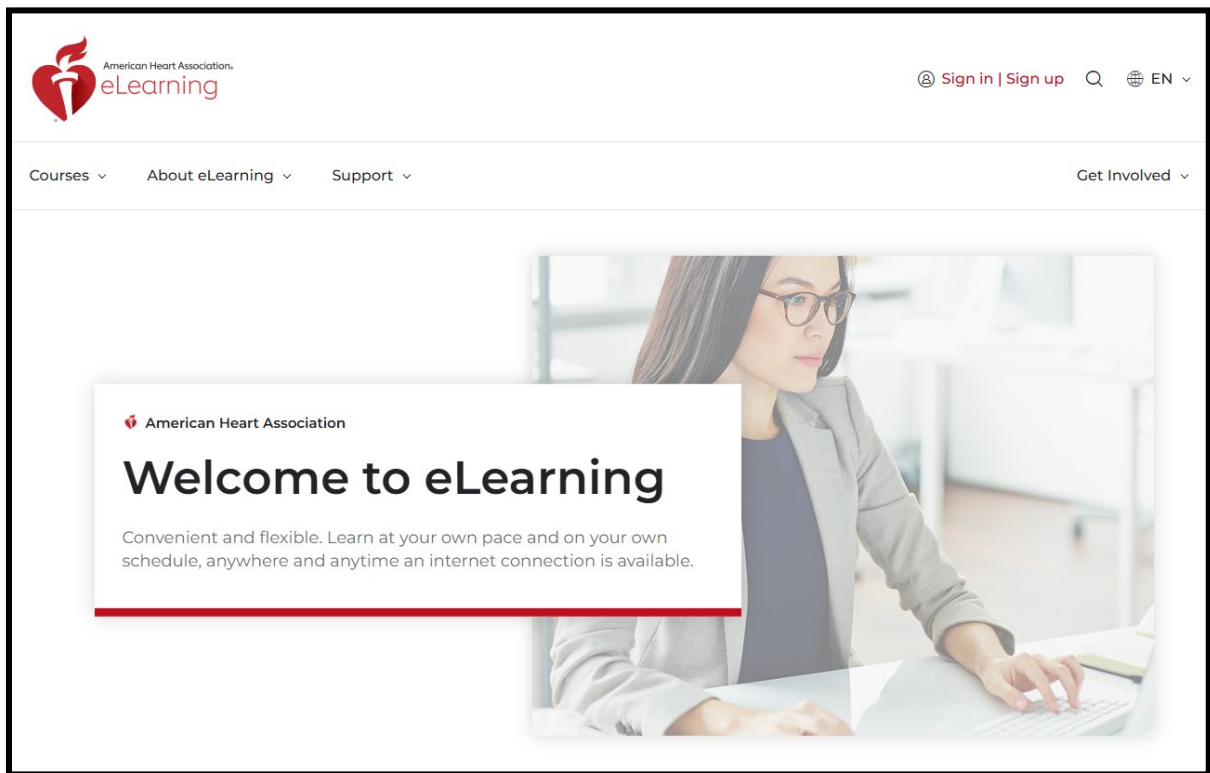 American Heart Association®
eLearning
Sign in | Sign up
EN
Courses
About eLearning
Support
Get Involved
American Heart Association
Welcome to eLearning
Convenient and flexible. Learn at your own pace and on your own
schedule, anywhere and anytime an internet connection is available.